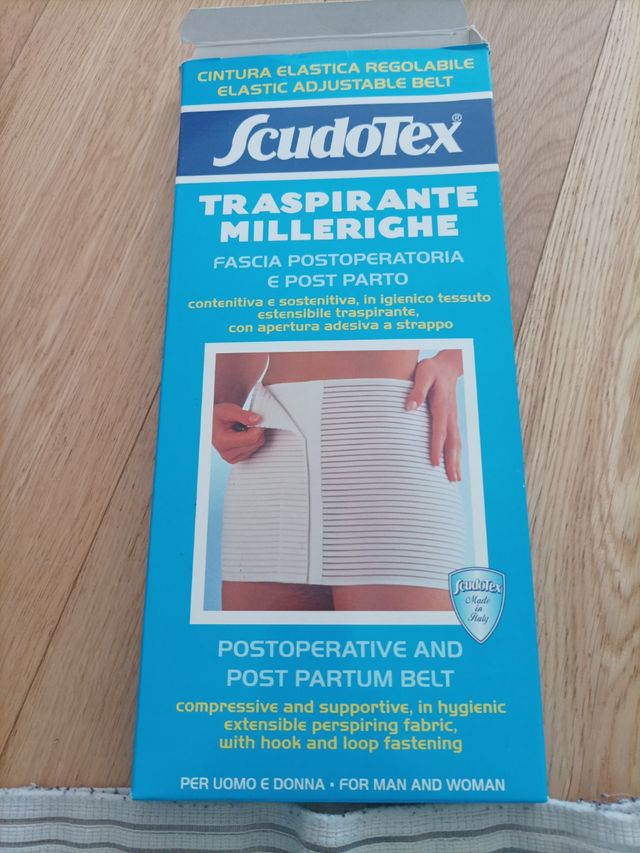 CINTURA ELASTICA REGOLABILE
ELASTIC ADJUSTABLE BELT
SCUDOTEX®
TRASPIRANTE
MILLERIGHE
FASCIA POSTOPERATORIA
E POST PARTO
contenitiva e sostenitiva, in igienico tessuto
estensibile traspirante,
con apertura adesiva a strappo
SCUDOTEX
Made
in
Italy
POSTOPERATIVE AND
POST PARTUM BELT
compressive and supportive, in hygienic
extensible perspiring fabric,
with hook and loop fastening
PER UOMO E DONNA • FOR MAN AND WOMAN